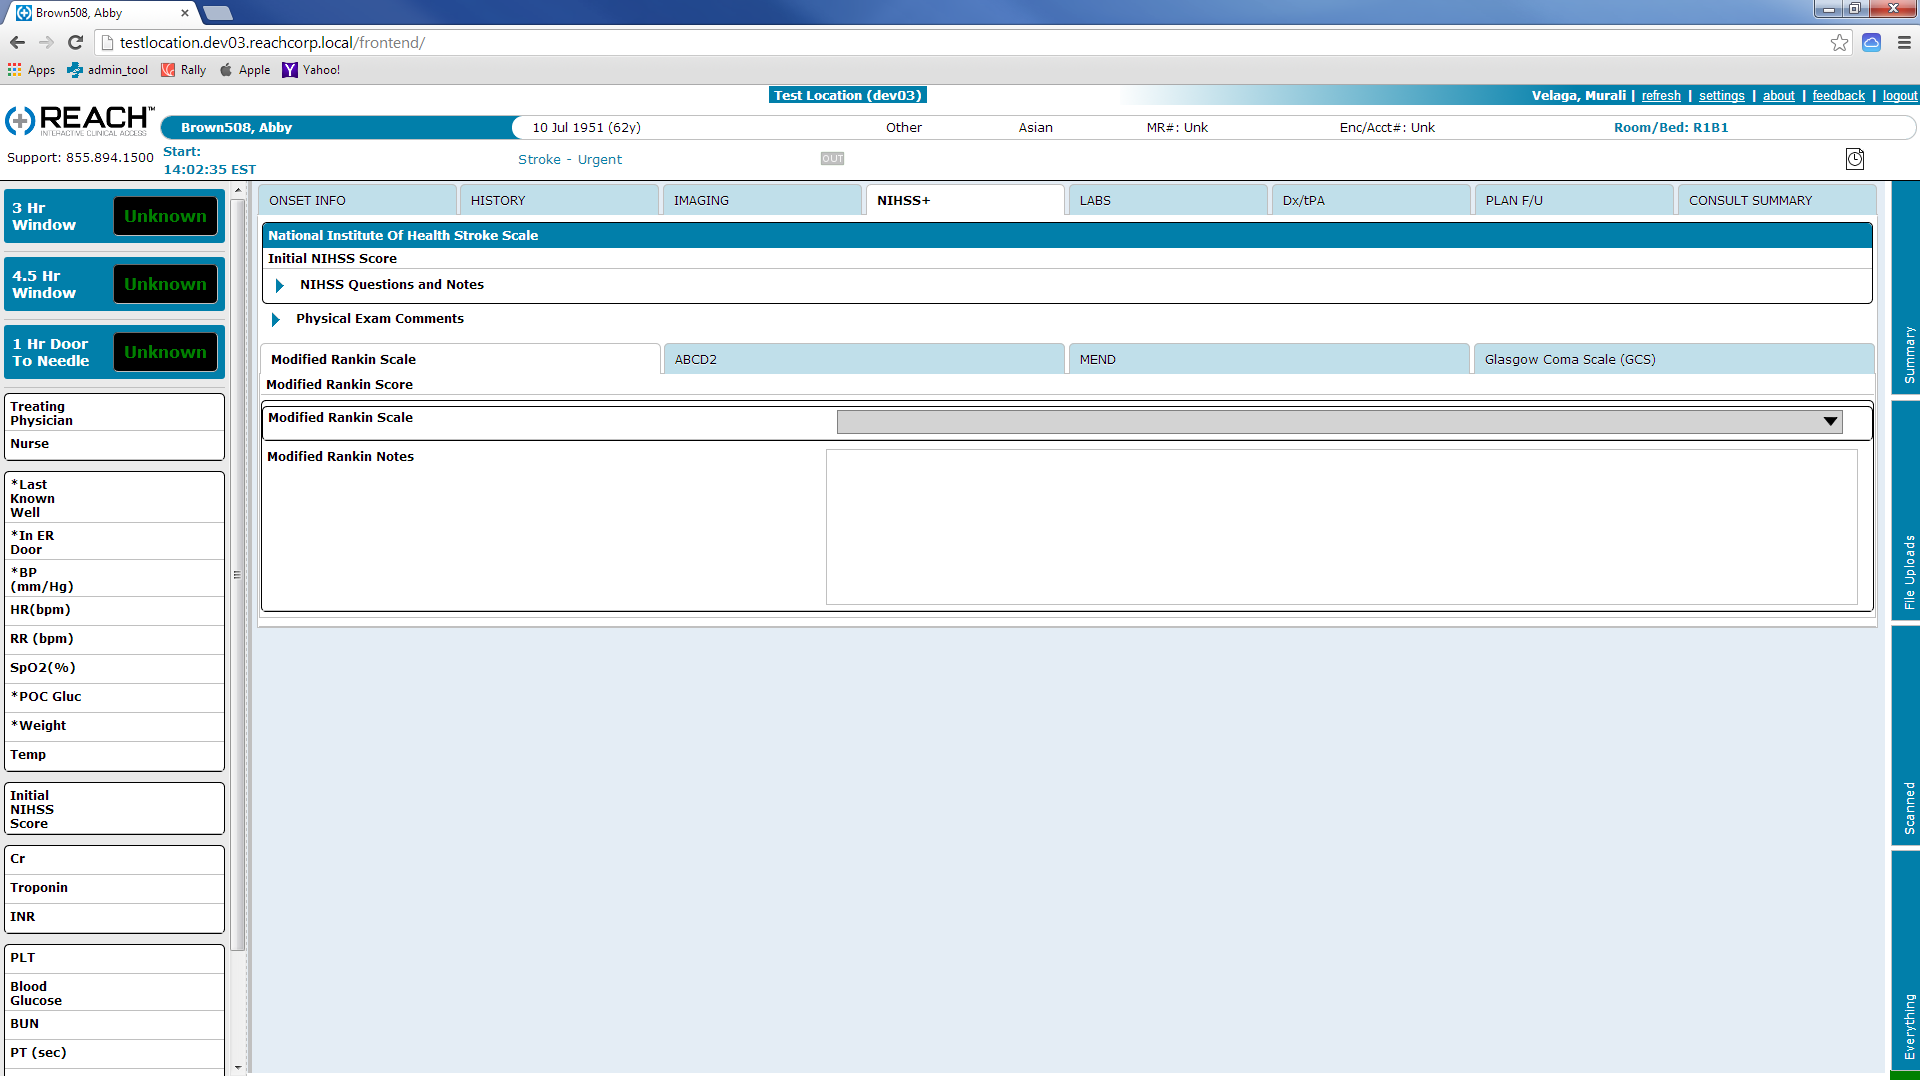 Brown508, Abby
testlocation.dev03.reachcorp.local/frontend/
Apps admin_tool Rally Apple Yahoo!
Test Location (dev03)
Velaga, Murali | refresh | settings | about | feedback | logout
REACH™
INTERACTIVE CLINICAL ACCESS
Brown508, Abby 10 Jul 1951 (62y) Other Asian MR#: Unk Enc/Acct#: Unk Room/Bed: R1B1
Support: 855.894.1500
Start:
14:02:35 EST
Stroke - Urgent
OUT
3 Hr
Window
Unknown
4.5 Hr
Window
Unknown
1 Hr Door
To Needle
Unknown
Treating
Physician
Nurse
*Last
Known
Well
*In ER
Door
*BP
(mm/Hg)
HR(bpm)
RR (bpm)
SpO2(%)
*POC Gluc
*Weight
Temp
Initial
NIHSS
Score
Cr
Troponin
INR
PLT
Blood
Glucose
BUN
PT (sec)
ONSET INFO HISTORY IMAGING NIHSS+ LABS Dx/tPA PLAN F/U CONSULT SUMMARY
National Institute Of Health Stroke Scale
Initial NIHSS Score
NIHSS Questions and Notes
Physical Exam Comments
Modified Rankin Scale ABCD2 MEND Glasgow Coma Scale (GCS)
Modified Rankin Score
Modified Rankin Scale
Modified Rankin Notes
Summary
File Uploads
Scanned
Everything